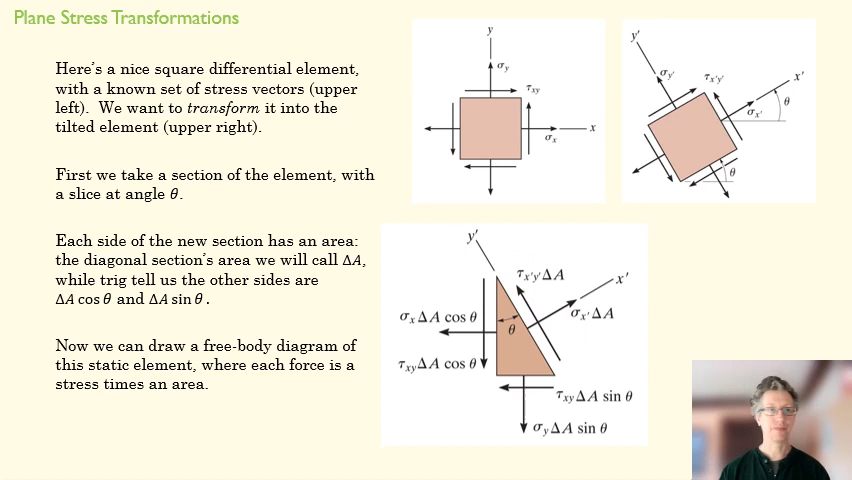 Plane Stress Transformations
Here's a nice square differential element,
with a known set of stress vectors (upper
left). We want to transform it into the
tilted element (upper right).
First we take a section of the element, with
a slice at angle θ.
Each side of the new section has an area:
the diagonal section's area we will call ΔA,
while trig tell us the other sides are
ΔA cos θ and ΔA sin θ .
Now we can draw a free-body diagram of
this static element, where each force is a
stress times an area.
y
σy
τxy
x
σx
y′
σy′
τx′y′
x′
θ
σx′
θ
y′
τx′y′ΔA
x′
σx ΔA cos θ
σx′ΔA
θ
τxyΔA cos θ
τxy ΔA sin θ
σyΔA sin θ